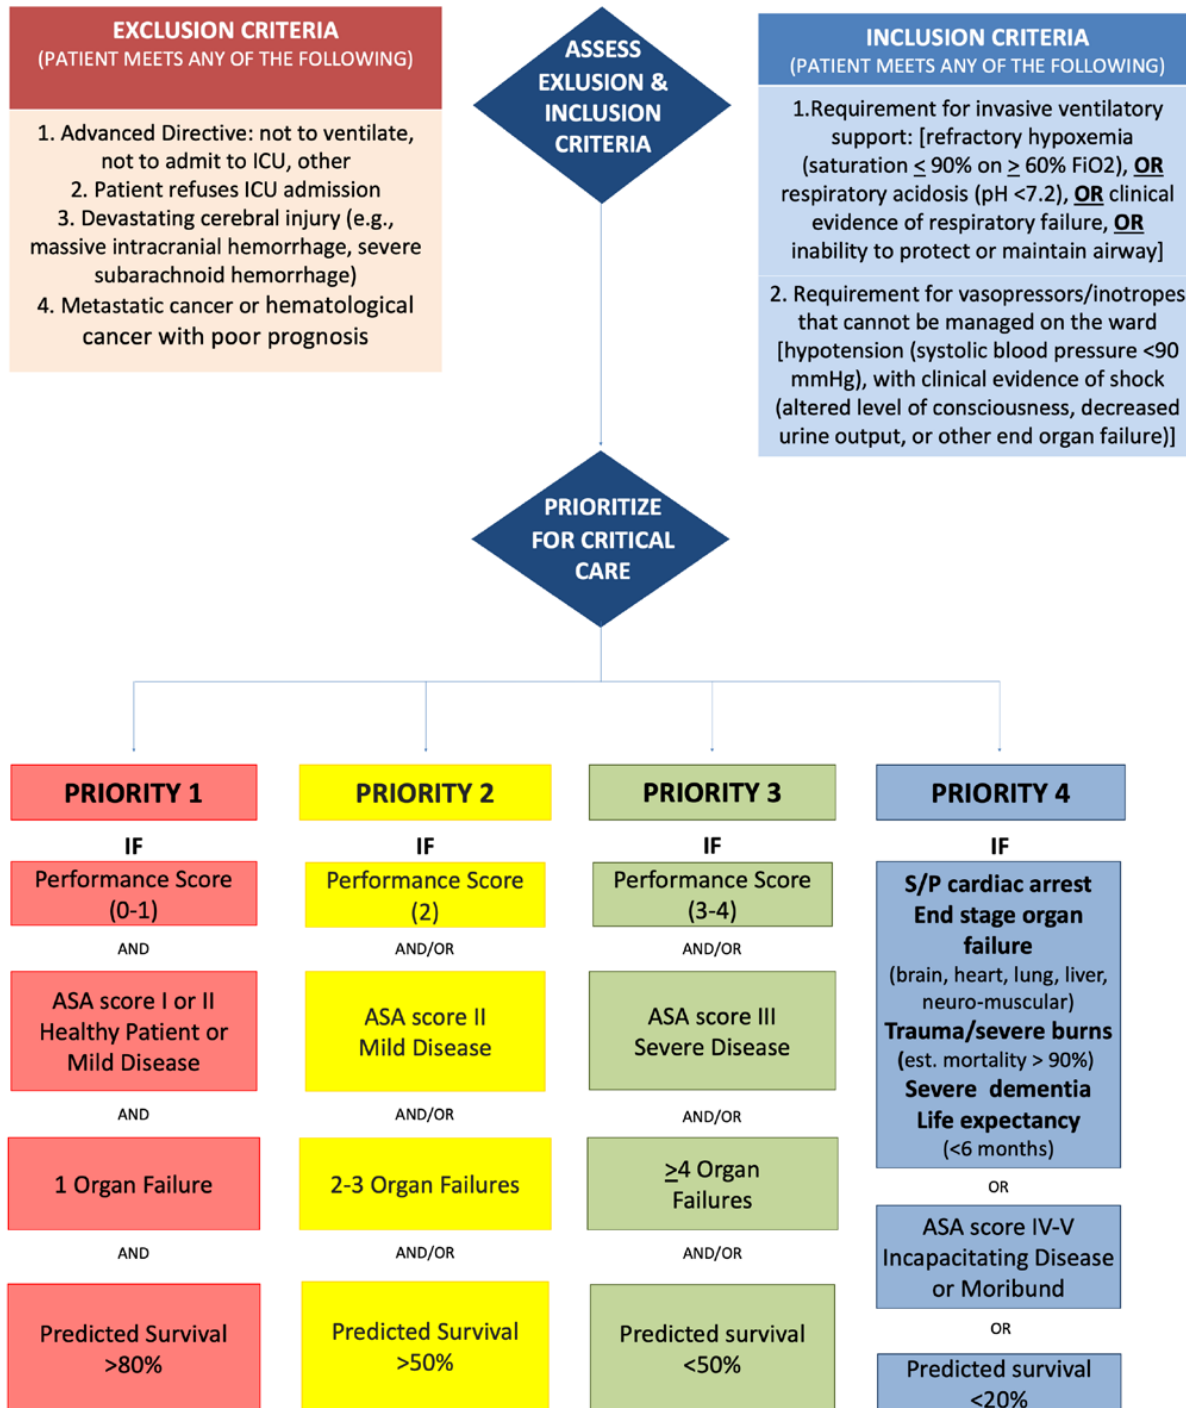 EXCLUSION CRITERIA
(PATIENT MEETS ANY OF THE FOLLOWING)
1. Advanced Directive: not to ventilate,
not to admit to ICU, other
2. Patient refuses ICU admission
3. Devastating cerebral injury (e.g.,
massive intracranial hemorrhage, severe
subarachnoid hemorrhage)
4. Metastatic cancer or hematological
cancer with poor prognosis
ASSESS
EXLUSION &
INCLUSION
CRITERIA
INCLUSION CRITERIA
(PATIENT MEETS ANY OF THE FOLLOWING)
1.Requirement for invasive ventilatory
support: [refractory hypoxemia
(saturation ≤ 90% on ≥ 60% FiO2), OR
respiratory acidosis (pH <7.2), OR clinical
evidence of respiratory failure, OR
inability to protect or maintain airway]
2. Requirement for vasopressors/inotropes
that cannot be managed on the ward
[hypotension (systolic blood pressure <90
mmHg), with clinical evidence of shock
(altered level of consciousness, decreased
urine output, or other end organ failure)]
PRIORITIZE
FOR CRITICAL
CARE
PRIORITY 1
IF
Performance Score
(0-1)
AND
ASA score I or II
Healthy Patient or
Mild Disease
AND
1 Organ Failure
AND
Predicted Survival
>80%
PRIORITY 2
IF
Performance Score
(2)
AND/OR
ASA score II
Mild Disease
AND/OR
2-3 Organ Failures
AND/OR
Predicted Survival
>50%
PRIORITY 3
IF
Performance Score
(3-4)
AND/OR
ASA score III
Severe Disease
AND/OR
≥4 Organ
Failures
AND/OR
Predicted survival
<50%
PRIORITY 4
IF
S/P cardiac arrest
End stage organ
failure
(brain, heart, lung, liver,
neuro-muscular)
Trauma/severe burns
(est. mortality > 90%)
Severe dementia
Life expectancy
(<6 months)
OR
ASA score IV-V
Incapacitating Disease
or Moribund
OR
Predicted survival
<20%